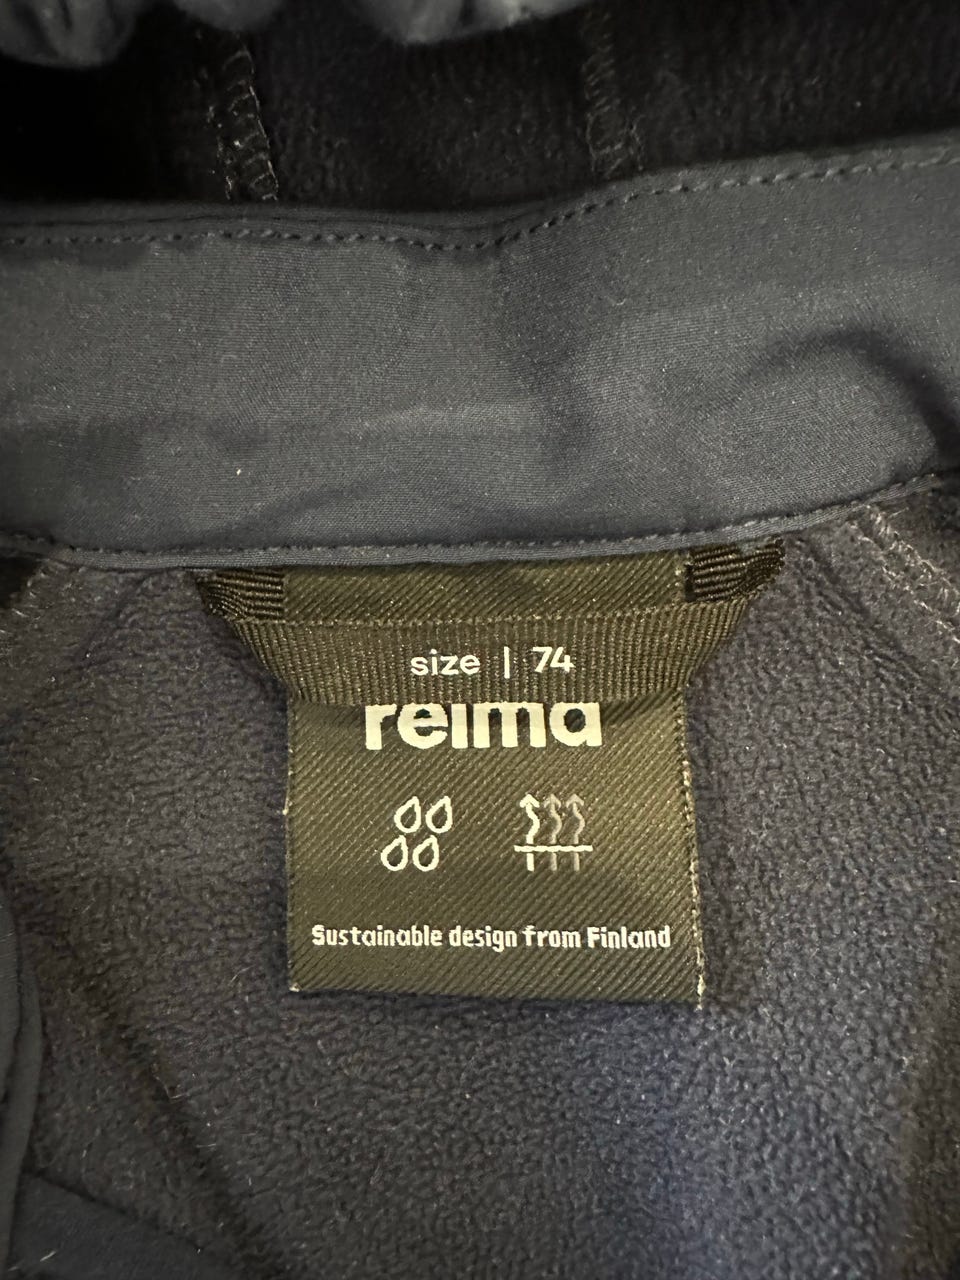 size | 74
reima
Sustainable design from Finland